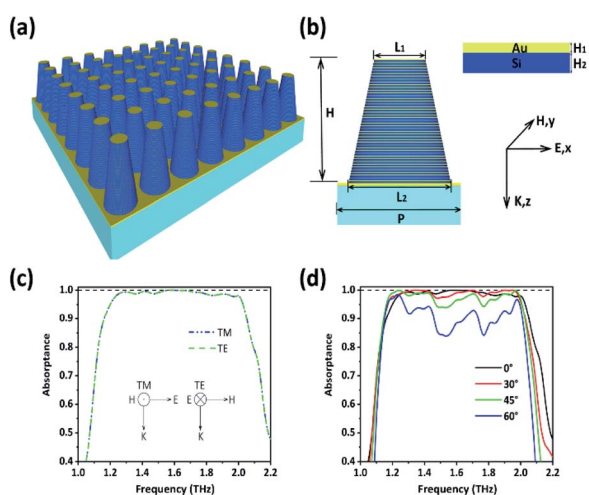 (a)
(b)
L1
Au
H1
Si
H2
H
H,y
E,x
K,z
L2
P
(c)
1.0
0.9
0.8
0.7
0.6
0.5
0.4
Absorptance
TM
TE
TM
H
E
K
TE
E
H
K
1.0 1.2 1.4 1.6 1.8 2.0 2.2
Frequency (THz)
(d)
1.0
0.9
0.8
0.7
0.6
0.5
0.4
Absorptance
0°
30°
45°
60°
1.0 1.2 1.4 1.6 1.8 2.0 2.2
Frequency (THz)